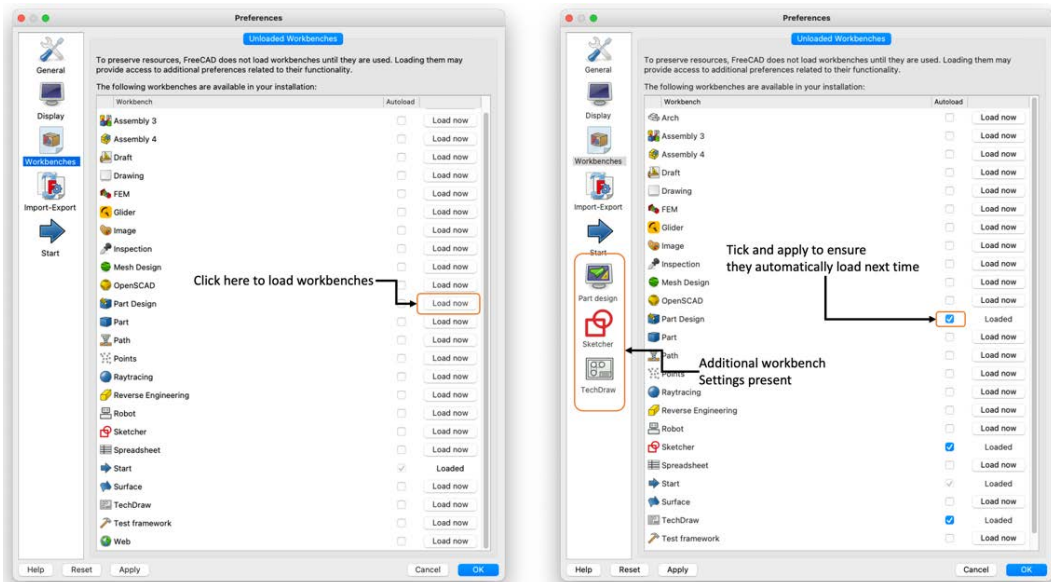 Preferences
Unloaded Workbenches
To preserve resources, FreeCAD does not load workbenches until they are used. Loading them may
provide access to additional preferences related to their functionality.
The following workbenches are available in your installation:
Workbench Autoload
Assembly 3 Load now
Assembly 4 Load now
Draft Load now
Drawing Load now
FEM Load now
Glider Load now
Image Load now
Inspection Load now
Mesh Design Load now
OpenSCAD Load now
Part Design Load now
Part Load now
Path Load now
Points Load now
Raytracing Load now
Reverse Engineering Load now
Robot Load now
Sketcher Load now
Spreadsheet Load now
Start Loaded
Surface Load now
TechDraw Load now
Test framework Load now
Web Load now
General
Display
Workbenches
Import-Export
Start
Click here to load workbenches
Help Reset Apply Cancel OK
Preferences
Unloaded Workbenches
To preserve resources, FreeCAD does not load workbenches until they are used. Loading them may
provide access to additional preferences related to their functionality.
The following workbenches are available in your installation:
Workbench Autoload
Arch Load now
Assembly 3 Load now
Assembly 4 Load now
Draft Load now
Drawing Load now
FEM Load now
Glider Load now
Image Load now
Inspection Load now
Mesh Design Load now
OpenSCAD Load now
Part Design Loaded
Part Load now
Path Load now
Points Load now
Raytracing Load now
Reverse Engineering Load now
Robot Load now
Sketcher Loaded
Spreadsheet Load now
Start Loaded
Surface Load now
TechDraw Loaded
Test framework Load now
General
Display
Workbenches
Import-Export
Start
Part design
Sketcher
TechDraw
Tick and apply to ensure
they automatically load next time
Additional workbench
Settings present
Help Reset Apply Cancel OK